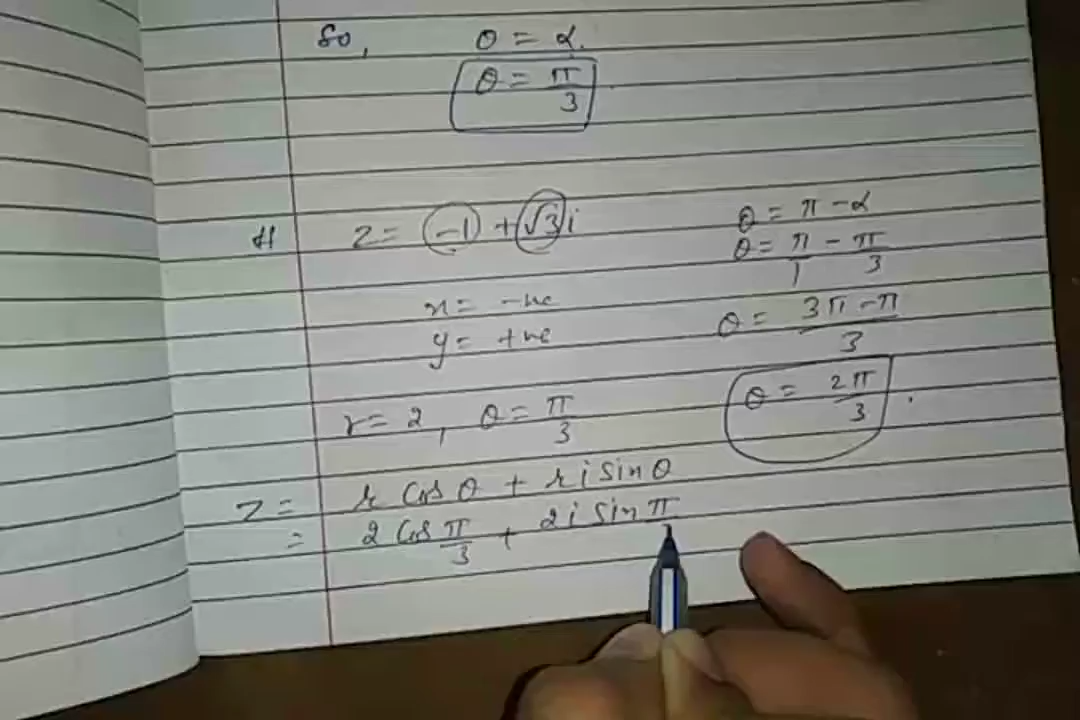 So, θ = α.
θ = π/3
# z = -1 + √3 i
x = -ve
y = +ve
r = 2, θ = π/3
z = r cos θ + r i sin θ
= 2 cos π/3 + 2i sin π
θ = π - α
θ = π/1 - π/3
θ = 3π - π/3
θ = 2π/3 .